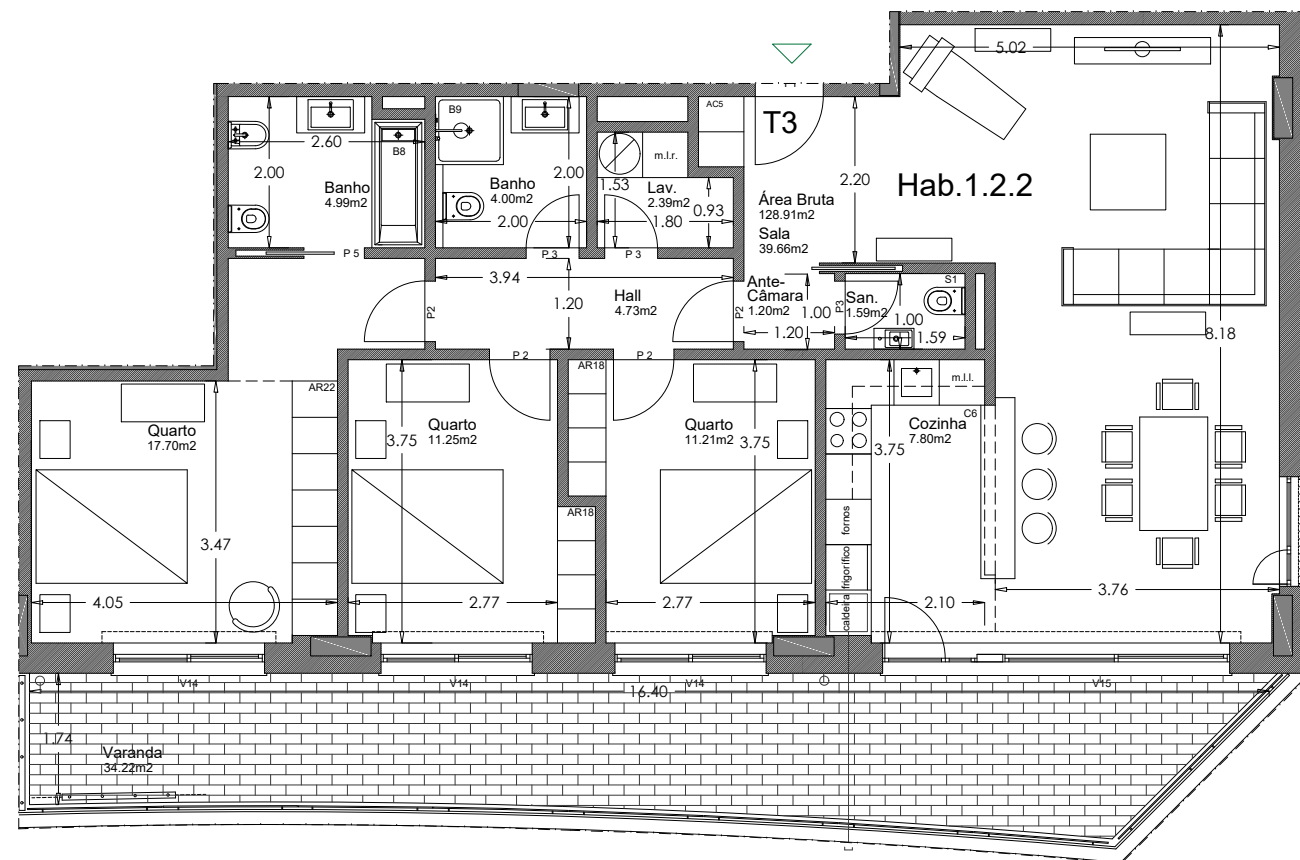 5.02
T3
AC5
B9
2.60
B8
2.00
Banho
4.99m2
Banho
4.00m2
2.00
2.00
1.53
m.l.r.
Lav.
2.39m2
1.80
0.93
2.20
Hab.1.2.2
Área Bruta
128.91m2
Sala
39.66m2
P 5
P 3
P 3
3.94
1.20
Hall
4.73m2
P2
P2
Ante-
Câmara
1.20m2
1.00
1.20
P3
San.
1.59m2
S1
1.00
1.59
8.18
P 2
P 2
AR22
AR18
m.l.l.
C6
Quarto
17.70m2
Quarto
11.25m2
3.75
Quarto
11.21m2
3.75
Cozinha
7.80m2
3.75
3.47
AR18
fornos
frigorífico
caldeira
4.05
2.77
2.77
2.10
3.76
V14
V14
V14
V15
16.40
1.74
Varanda
34.22m2